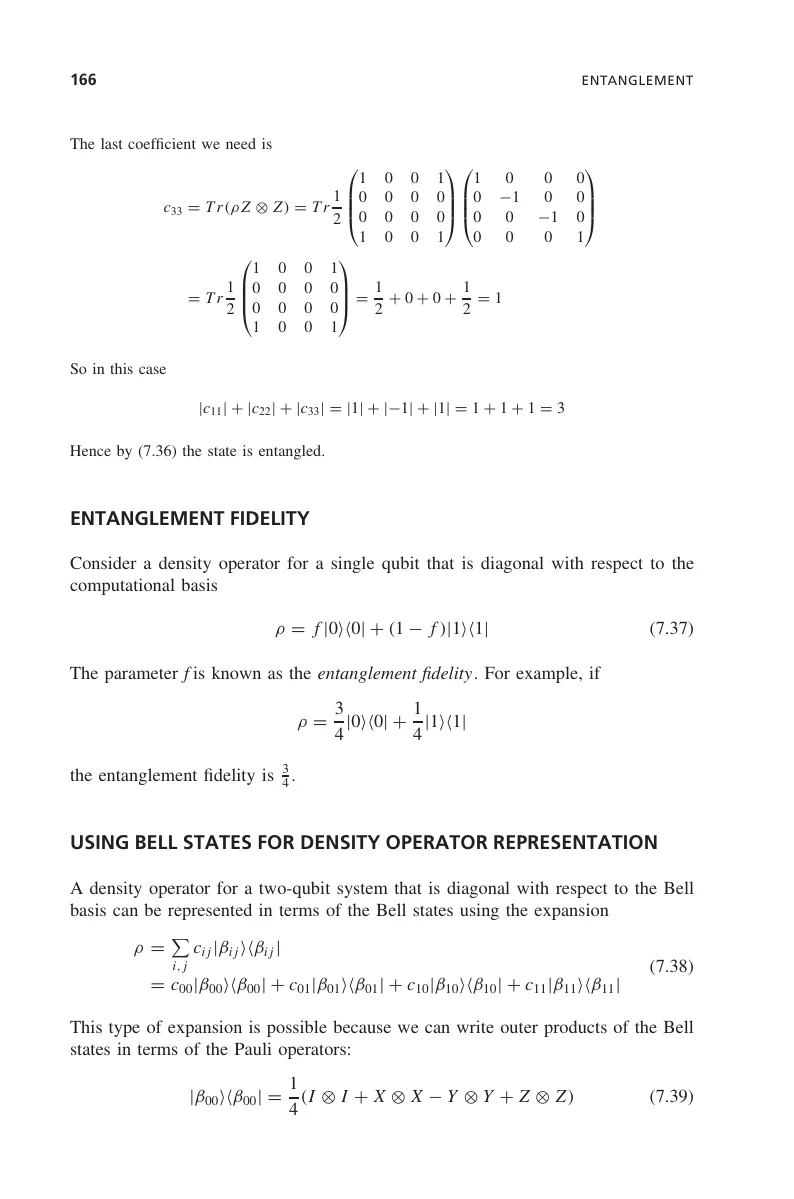 166 ENTANGLEMENT
The last coefficient we need is
c₃₃ = Tr(ρZ ⊗ Z) = Tr 1/2 (1 0 0 1; 0 0 0 0; 0 0 0 0; 1 0 0 1) (1 0 0 0; 0 −1 0 0; 0 0 −1 0; 0 0 0 1)
= Tr 1/2 (1 0 0 1; 0 0 0 0; 0 0 0 0; 1 0 0 1) = 1/2 + 0 + 0 + 1/2 = 1
So in this case
|c₁₁| + |c₂₂| + |c₃₃| = |1| + |−1| + |1| = 1 + 1 + 1 = 3
Hence by (7.36) the state is entangled.
ENTANGLEMENT FIDELITY
Consider a density operator for a single qubit that is diagonal with respect to the
computational basis
ρ = f|0⟩⟨0| + (1 − f)|1⟩⟨1| (7.37)
The parameter f is known as the entanglement fidelity. For example, if
ρ = 3/4|0⟩⟨0| + 1/4|1⟩⟨1|
the entanglement fidelity is 3/4.
USING BELL STATES FOR DENSITY OPERATOR REPRESENTATION
A density operator for a two-qubit system that is diagonal with respect to the Bell
basis can be represented in terms of the Bell states using the expansion
ρ = ∑i,j cij|βij⟩⟨βij|
= c₀₀|β₀₀⟩⟨β₀₀| + c₀₁|β₀₁⟩⟨β₀₁| + c₁₀|β₁₀⟩⟨β₁₀| + c₁₁|β₁₁⟩⟨β₁₁| (7.38)
This type of expansion is possible because we can write outer products of the Bell
states in terms of the Pauli operators:
|β₀₀⟩⟨β₀₀| = 1/4(I ⊗ I + X ⊗ X − Y ⊗ Y + Z ⊗ Z) (7.39)